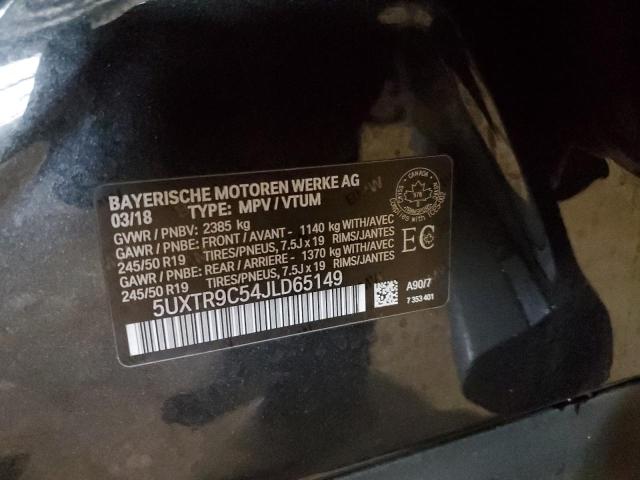 BAYERISCHE MOTOREN WERKE AG
03/18 TYPE: MPV / VTUM
GVWR / PNBV: 2385 kg
GAWR / PNBE: FRONT / AVANT - 1140 kg WITH/AVEC
245/50 R19 TIRES/PNEUS, 7.5J x 19 RIMS/JANTES
GAWR / PNBE: REAR / ARRIERE - 1370 kg WITH/AVEC
245/50 R19 TIRES/PNEUS, 7.5J x 19 RIMS/JANTES
5UXTR9C54JLD65149
CANADA
EC
A90/7
7 353 401